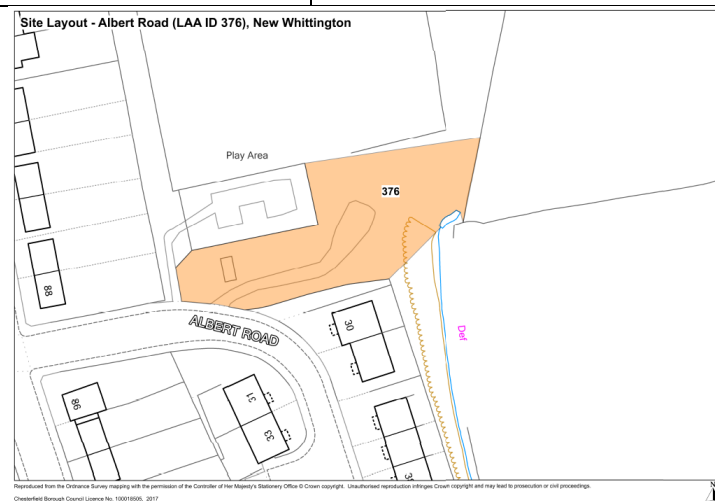 Site Layout - Albert Road (LAA ID 376), New Whittington
Play Area
376
88
ALBERT ROAD
30
Def
98
31
33
N
Reproduced from the Ordnance Survey mapping with the permission of the Controller of Her Majesty's Stationery Office © Crown copyright. Unauthorised reproduction infringes Crown copyright and may lead to prosecution or civil proceedings.
Chesterfield Borough Council Licence No. 100018505, 2017